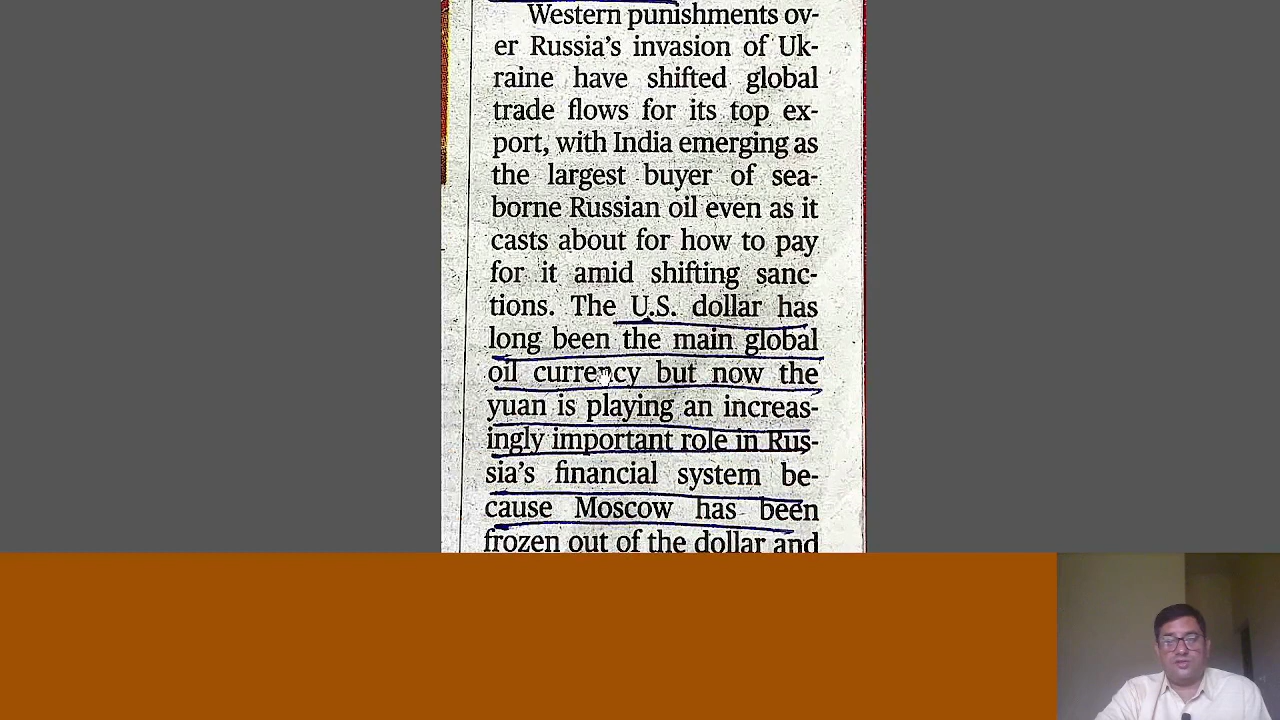 Western punishments ov-
er Russia's invasion of Uk-
raine have shifted global
trade flows for its top ex-
port, with India emerging as
the largest buyer of sea-
borne Russian oil even as it
casts about for how to pay
for it amid shifting sanc-
tions. The U.S. dollar has
long been the main global
oil currency but now the
yuan is playing an increas-
ingly important role in Rus-
sia's financial system be-
cause Moscow has been
frozen out of the dollar and